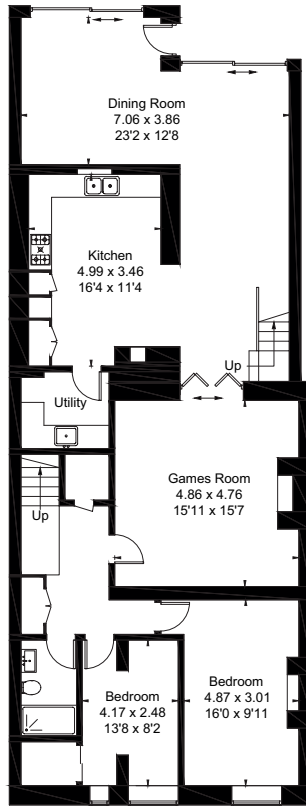 Dining Room
7.06 x 3.86
23'2 x 12'8
Kitchen
4.99 x 3.46
16'4 x 11'4
Up
Utility
Games Room
4.86 x 4.76
15'11 x 15'7
Up
Bedroom
4.87 x 3.01
16'0 x 9'11
Bedroom
4.17 x 2.48
13'8 x 8'2